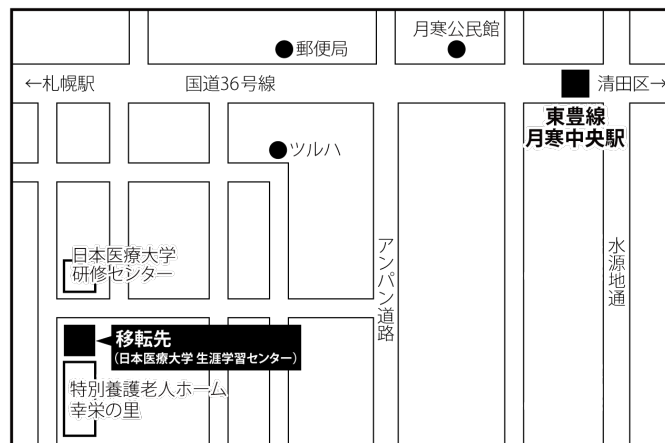 月寒公民館
郵便局
←札幌駅
国道36号線
清田区→
東豊線
月寒中央駅
ツルハ
アンパン道路
水源地通
日本医療大学
研修センター
移転先
(日本医療大学 生涯学習センター)
特別養護老人ホーム
幸栄の里